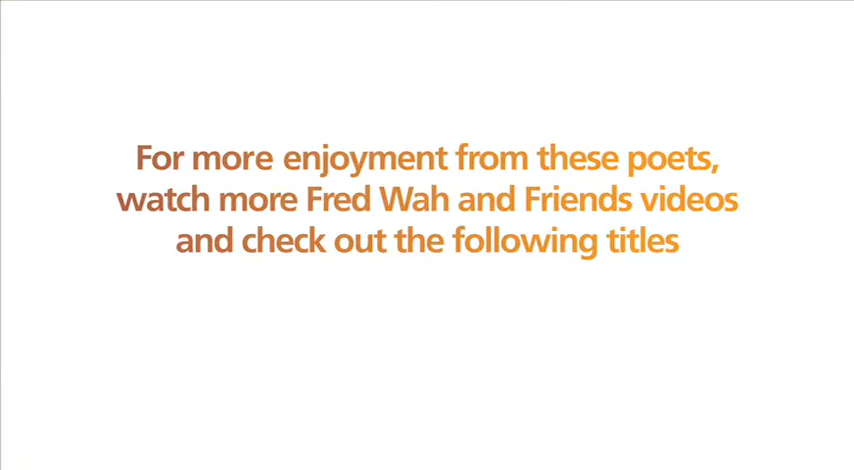 For more enjoyment from these poets,
watch more Fred Wah and Friends videos
and check out the following titles